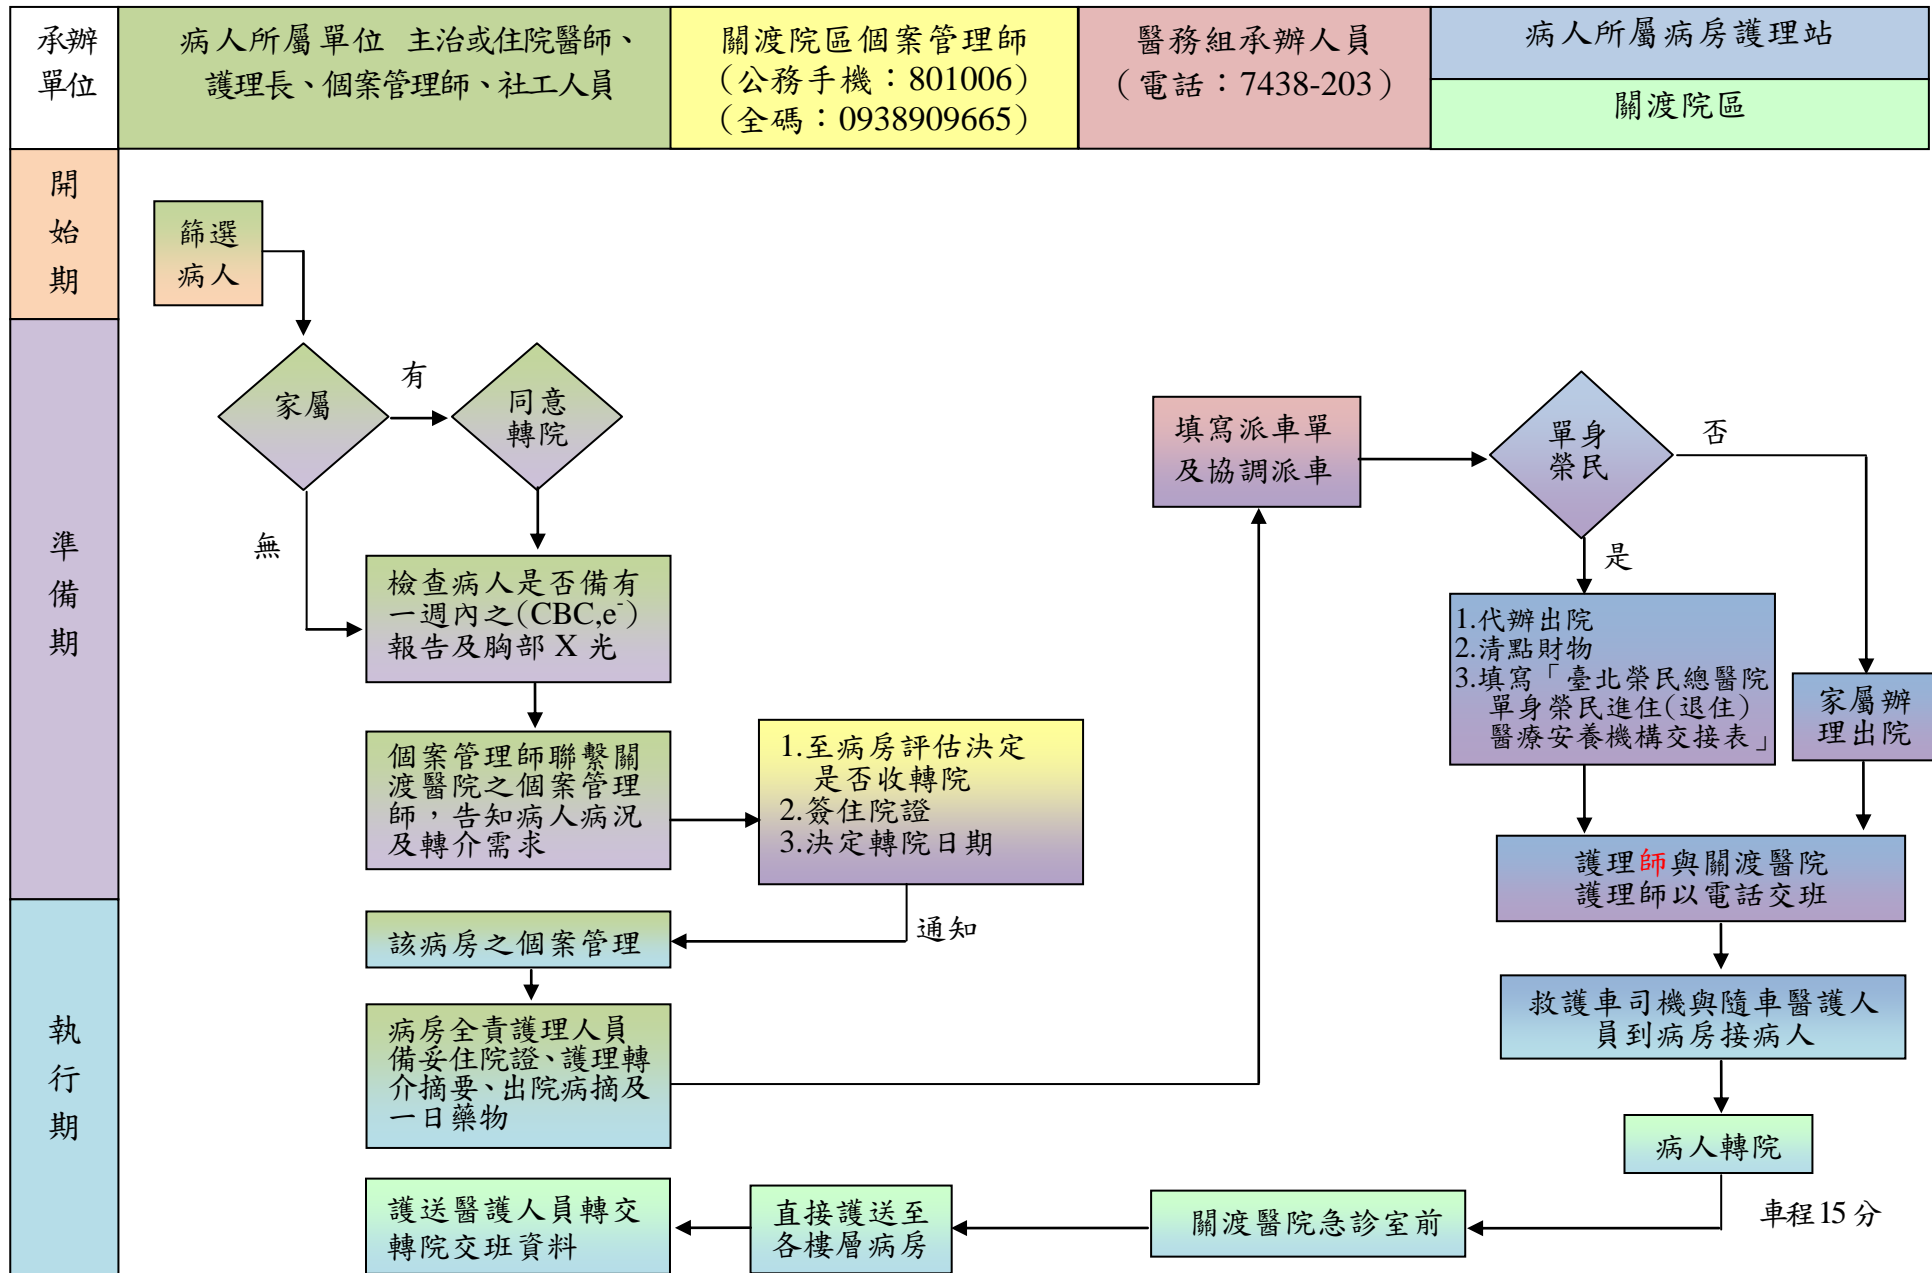 承辦
單位
病人所屬單位 主治或住院醫師、
護理長、個案管理師、社工人員
關渡院區個案管理師
（公務手機：801006）
（全碼：0938909665）
醫務組承辦人員
（電話：7438-203）
病人所屬病房護理站
關渡院區
開
始
期
篩選
病人
準
備
期
家屬
有
同意
轉院
無
檢查病人是否備有
一週內之(CBC,e⁻)
報告及胸部 X 光
個案管理師聯繫關
渡醫院之個案管理
師，告知病人病況
及轉介需求
1.至病房評估決定
是否收轉院
2.簽住院證
3.決定轉院日期
通知
填寫派車單
及協調派車
單身
榮民
否
是
1.代辦出院
2.清點財物
3.填寫「臺北榮民總醫院
單身榮民進住(退住)
醫療安養機構交接表」
家屬辦
理出院
護理師與關渡醫院
護理師以電話交班
執
行
期
該病房之個案管理
病房全責護理人員
備妥住院證、護理轉
介摘要、出院病摘及
一日藥物
救護車司機與隨車醫護人
員到病房接病人
病人轉院
車程15分
關渡醫院急診室前
直接護送至
各樓層病房
護送醫護人員轉交
轉院交班資料